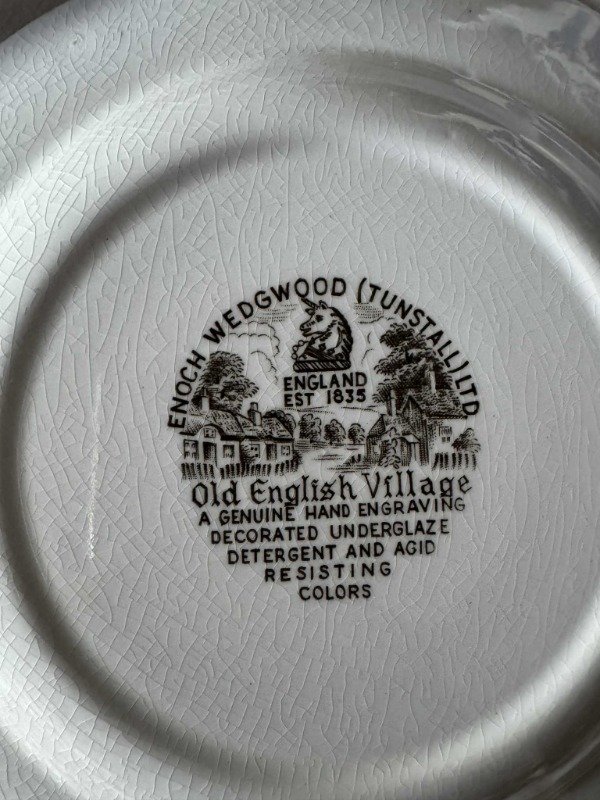 ENOCH WEDGWOOD (TUNSTALL) LTD
ENGLAND
EST 1835
Old English Village
A GENUINE HAND ENGRAVING
DECORATED UNDERGLAZE
DETERGENT AND ACID
RESISTING
COLORS